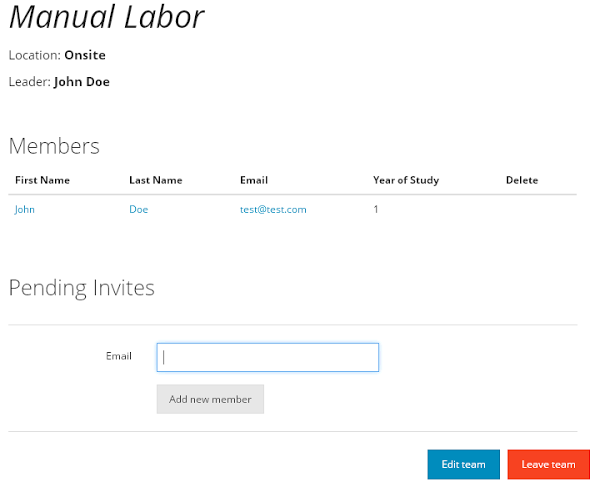 Manual Labor
Location: Onsite
Leader: John Doe
Members
First Name Last Name Email Year of Study Delete
John Doe test@test.com 1
Pending Invites
Email
Add new member
Edit team Leave team